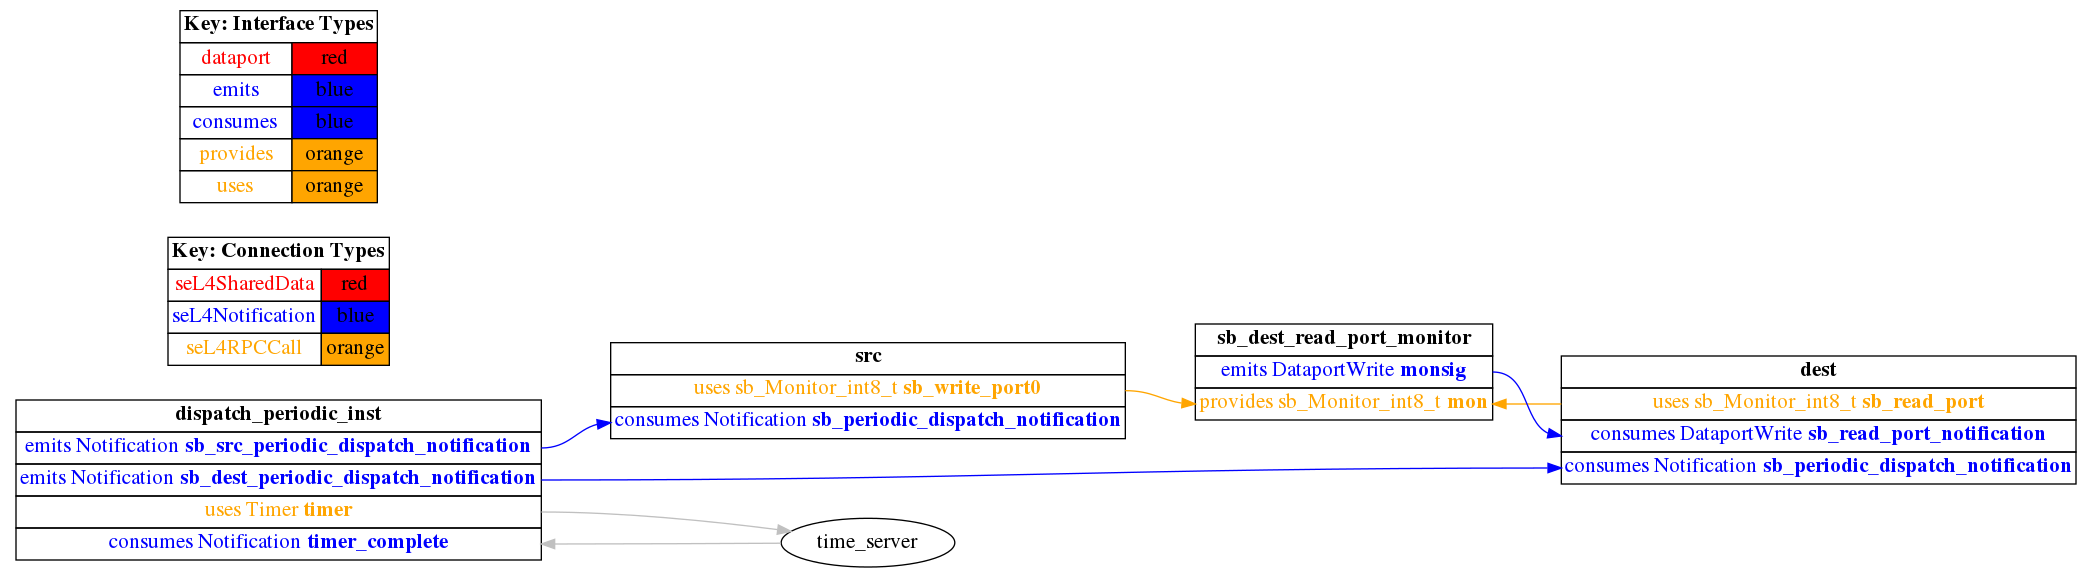 Key: Interface Types
dataport red
emits blue
consumes blue
provides orange
uses orange
Key: Connection Types
seL4SharedData red
seL4Notification blue
seL4RPCCall orange
dispatch_periodic_inst
emits Notification sb_src_periodic_dispatch_notification
emits Notification sb_dest_periodic_dispatch_notification
uses Timer timer
consumes Notification timer_complete
src
uses sb_Monitor_int8_t sb_write_port0
consumes Notification sb_periodic_dispatch_notification
time_server
sb_dest_read_port_monitor
emits DataportWrite monsig
provides sb_Monitor_int8_t mon
dest
uses sb_Monitor_int8_t sb_read_port
consumes DataportWrite sb_read_port_notification
consumes Notification sb_periodic_dispatch_notification